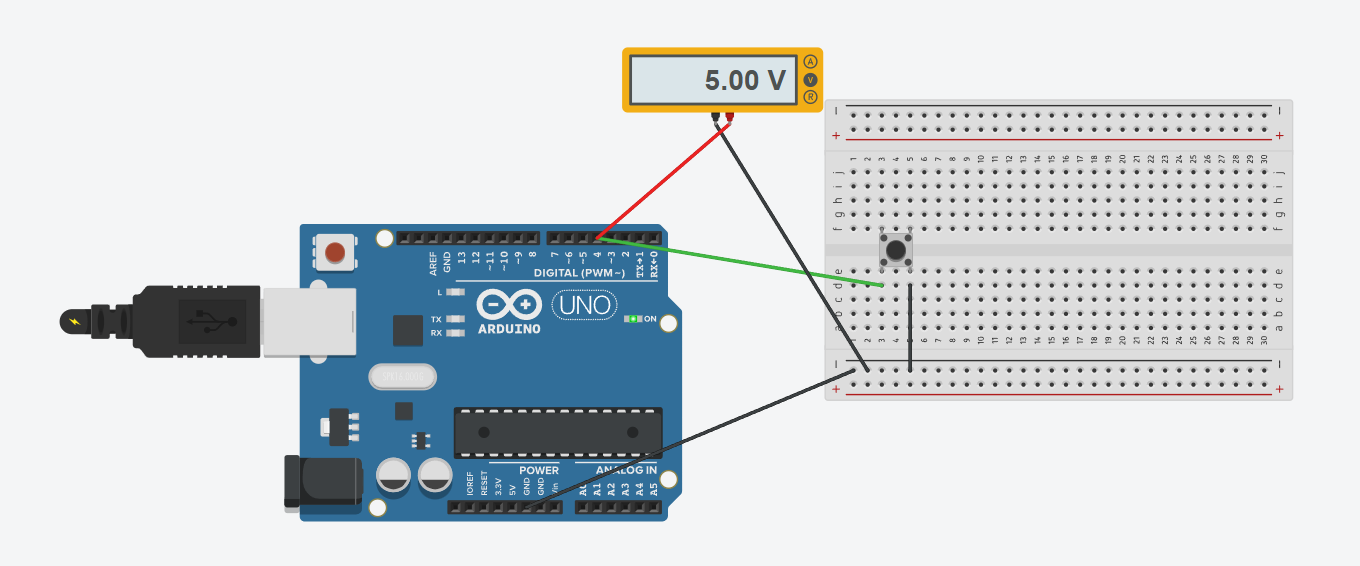 5.00 V
A
V
R
− −
+ +
1 2 3 4 5 6 7 8 9 10 11 12 13 14 15 16 17 18 19 20 21 22 23 24 25 26 27 28 29 30
j j
i i
h h
g g
f f
e e
d d
c c
b b
a a
1 2 3 4 5 6 7 8 9 10 11 12 13 14 15 16 17 18 19 20 21 22 23 24 25 26 27 28 29 30
− −
+ +
AREF
GND
13
12
~11
~10
~9
8
7
~6
~5
4
~3
2
TX→1
RX←0
DIGITAL (PWM~)
L
TX
RX
UNO
ARDUINO
ON
POWER
ANALOG IN
IOREF
RESET
3.3V
5V
GND
GND
Vin
A0
A1
A2
A3
A4
A5